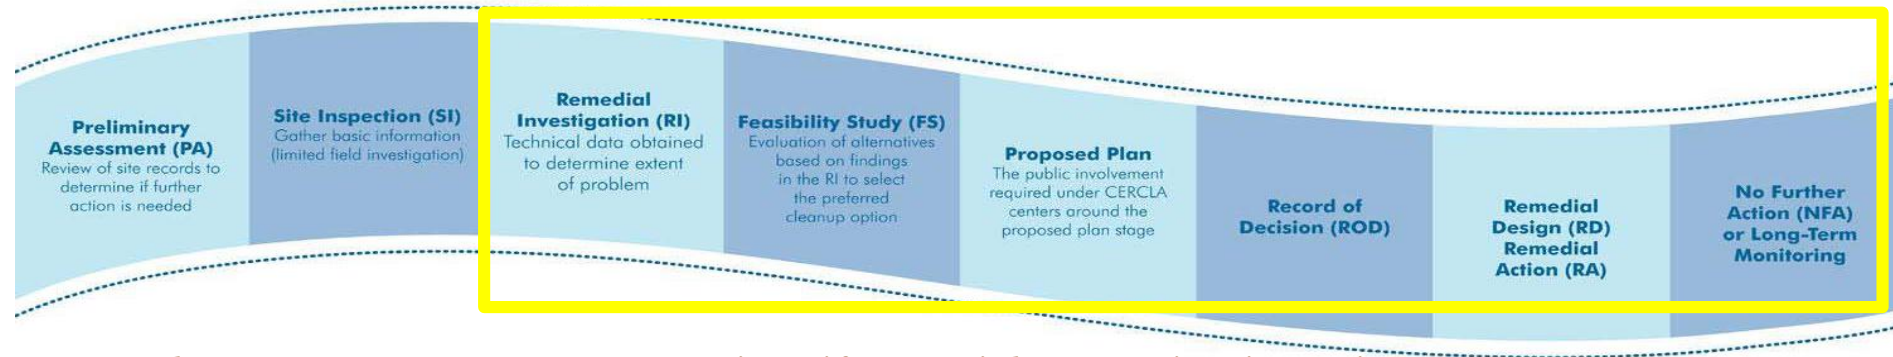 Preliminary
Assessment (PA)
Review of site records to
determine if further
action is needed
Site Inspection (SI)
Gather basic information
(limited field investigation)
Remedial
Investigation (RI)
Technical data obtained
to determine extent
of problem
Feasibility Study (FS)
Evaluation of alternatives
based on findings
in the RI to select
the preferred
cleanup option
Proposed Plan
The public involvement
required under CERCLA
centers around the
proposed plan stage
Record of
Decision (ROD)
Remedial
Design (RD)
Remedial
Action (RA)
No Further
Action (NFA)
or Long-Term
Monitoring